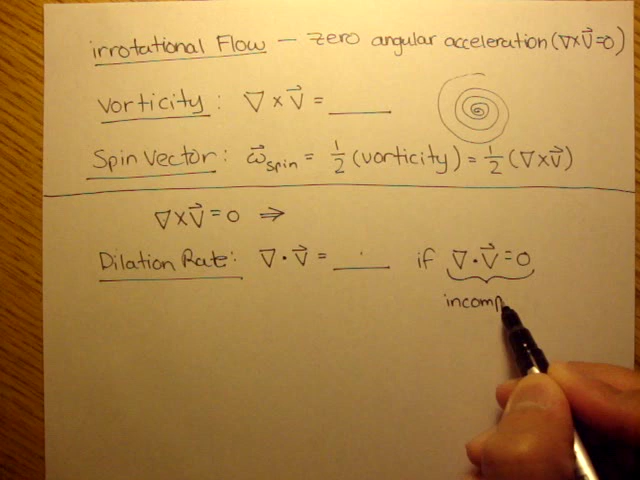 irrotational Flow — zero angular acceleration (∇×V⃗=0)
Vorticity : ∇ × V⃗ = ____
Spin Vector : ω⃗spin = 1/2 (vorticity) = 1/2 (∇×V⃗)
∇×V⃗ = 0 ⇒
Dilation Rate: ∇ · V⃗ = ____ if ∇ · V⃗ = 0
incomp